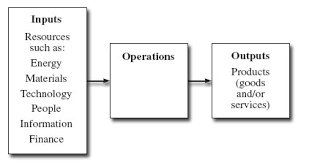 Inputs
Resources
such as:
Energy
Materials
Technology
People
Information
Finance
Operations
Outputs
Products
(goods
and/or
services)